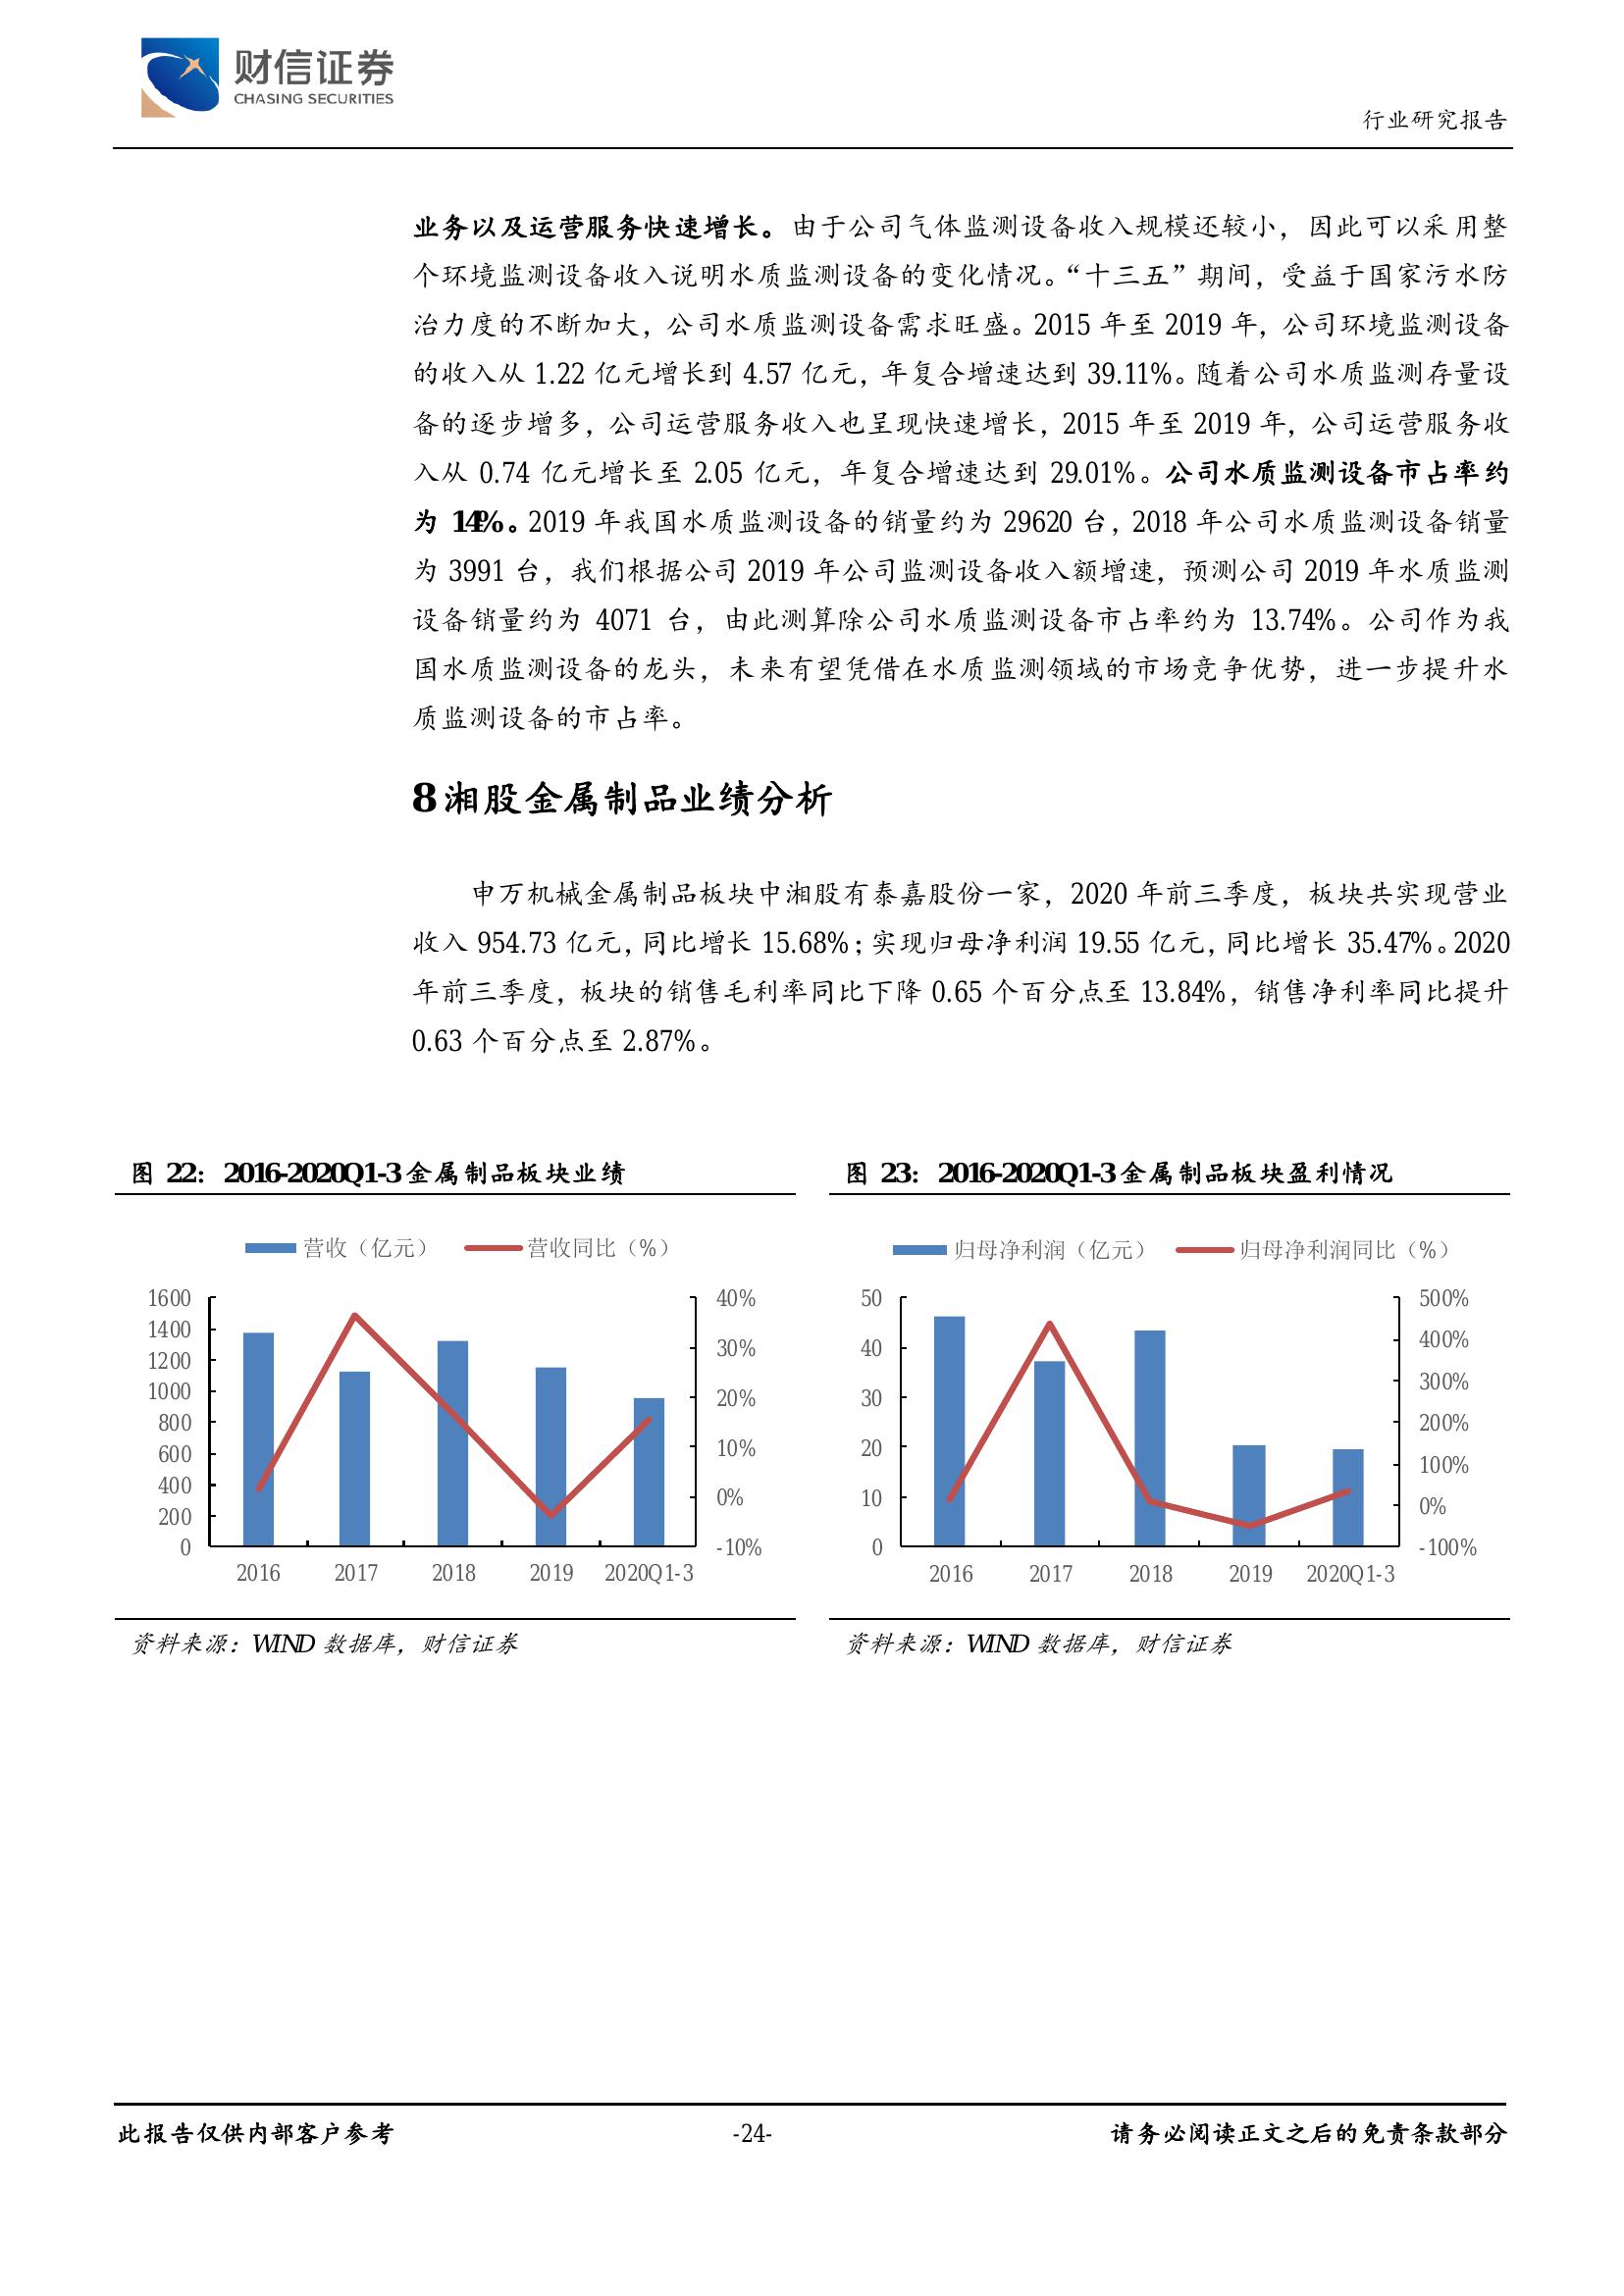 财信证券
CHASING SECURITIES
行业研究报告
业务以及运营服务快速增长。由于公司气体监测设备收入规模还较小，因此可以采用整
个环境监测设备收入说明水质监测设备的变化情况。“十三五”期间，受益于国家污水防
治力度的不断加大，公司水质监测设备需求旺盛。2015 年至 2019 年，公司环境监测设备
的收入从 1.22 亿元增长到 4.57 亿元，年复合增速达到 39.11%。随着公司水质监测存量设
备的逐步增多，公司运营服务收入也呈现快速增长，2015 年至 2019 年，公司运营服务收
入从 0.74 亿元增长至 2.05 亿元，年复合增速达到 29.01%。公司水质监测设备市占率约
为 14%。2019 年我国水质监测设备的销量约为 29620 台，2018 年公司水质监测设备销量
为 3991 台，我们根据公司 2019 年公司监测设备收入额增速，预测公司 2019 年水质监测
设备销量约为 4071 台，由此测算除公司水质监测设备市占率约为 13.74%。公司作为我
国水质监测设备的龙头，未来有望凭借在水质监测领域的市场竞争优势，进一步提升水
质监测设备的市占率。
8 湘股金属制品业绩分析
申万机械金属制品板块中湘股有泰嘉股份一家，2020 年前三季度，板块共实现营业
收入 954.73 亿元，同比增长 15.68%；实现归母净利润 19.55 亿元，同比增长 35.47%。2020
年前三季度，板块的销售毛利率同比下降 0.65 个百分点至 13.84%，销售净利率同比提升
0.63 个百分点至 2.87%。
图 22：2016-2020Q1-3 金属制品板块业绩
营收（亿元） 营收同比（%）
1600 40%
1400
1200 30%
1000 20%
800
600 10%
400 0%
200
0 -10%
2016 2017 2018 2019 2020Q1-3
资料来源：WIND 数据库，财信证券
图 23：2016-2020Q1-3 金属制品板块盈利情况
归母净利润（亿元） 归母净利润同比（%）
50 500%
40 400%
300%
30 200%
20 100%
10 0%
0 -100%
2016 2017 2018 2019 2020Q1-3
资料来源：WIND 数据库，财信证券
此报告仅供内部客户参考 -24- 请务必阅读正文之后的免责条款部分